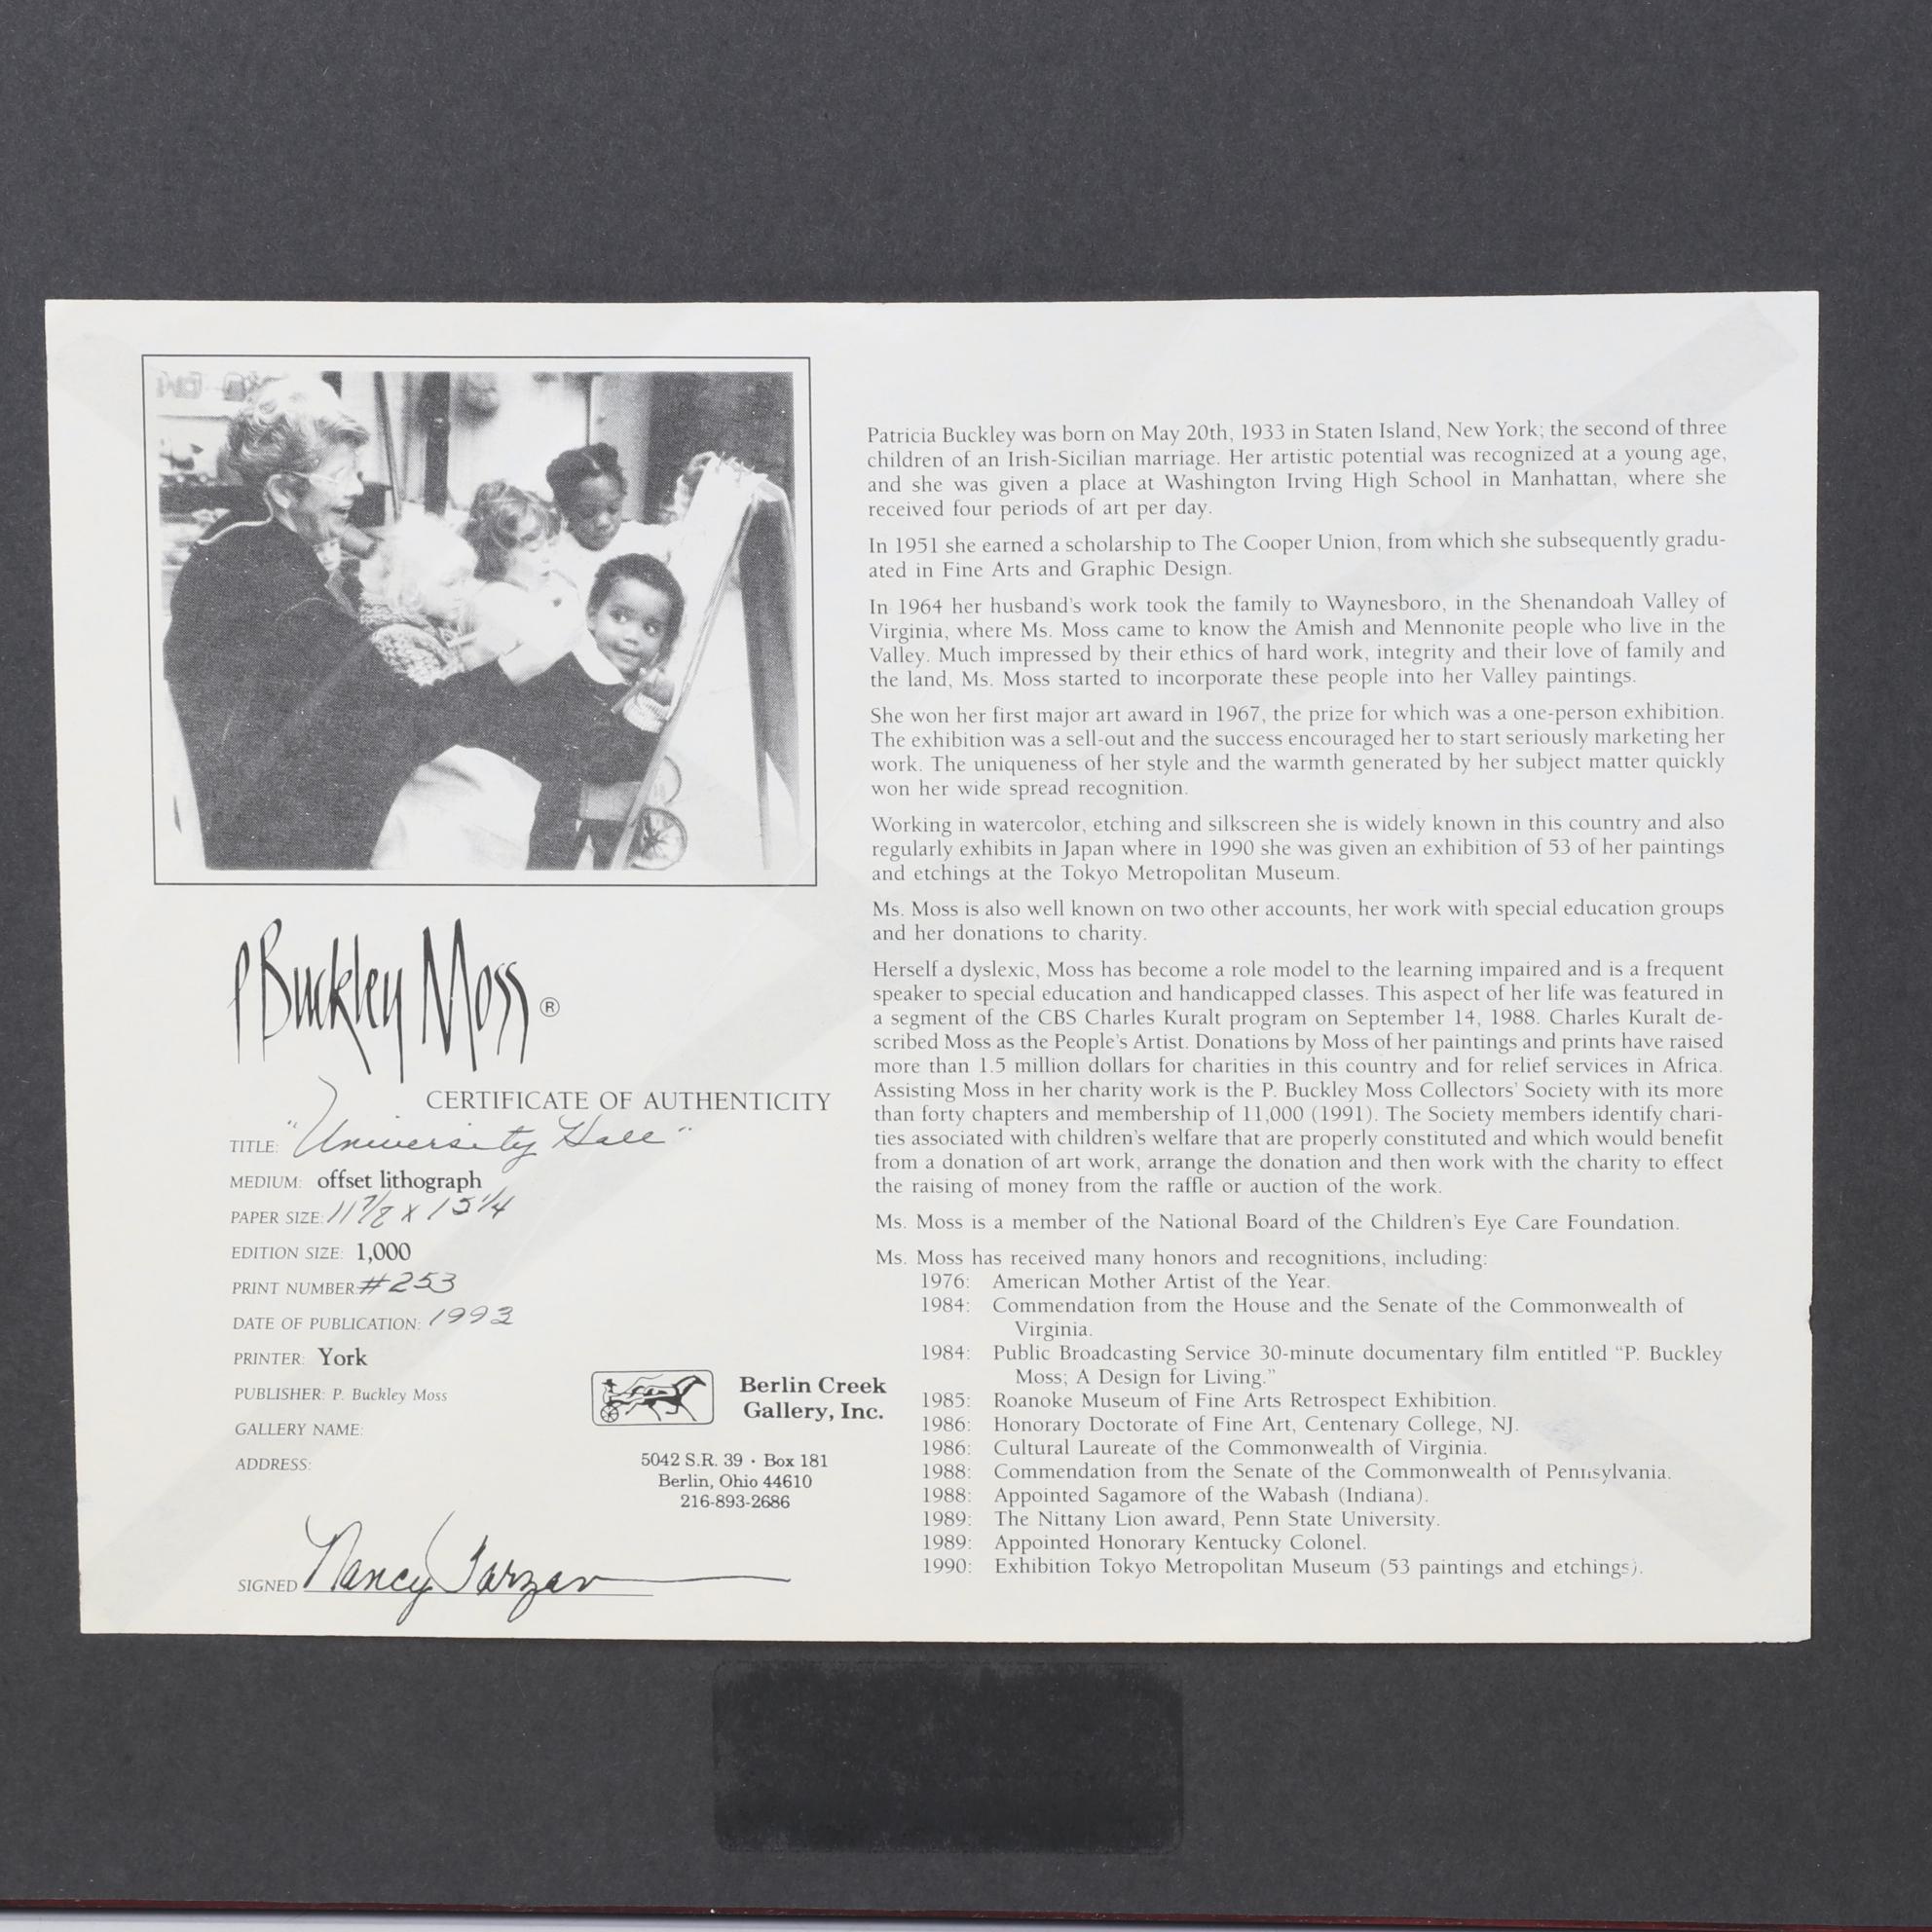 P Buckley Moss ®
CERTIFICATE OF AUTHENTICITY
TITLE: "University Hall"
MEDIUM: offset lithograph
PAPER SIZE: 11 7/8 x 15 1/4
EDITION SIZE: 1,000
PRINT NUMBER: #253
DATE OF PUBLICATION: 1993
PRINTER: York
PUBLISHER: P. Buckley Moss
GALLERY NAME:
ADDRESS:
Berlin Creek
Gallery, Inc.
5042 S.R. 39 · Box 181
Berlin, Ohio 44610
216-893-2686
SIGNED Nancy
Patricia Buckley was born on May 20th, 1933 in Staten Island, New York; the second of three
children of an Irish-Sicilian marriage. Her artistic potential was recognized at a young age,
and she was given a place at Washington Irving High School in Manhattan, where she
received four periods of art per day.
In 1951 she earned a scholarship to The Cooper Union, from which she subsequently gradu-
ated in Fine Arts and Graphic Design.
In 1964 her husband's work took the family to Waynesboro, in the Shenandoah Valley of
Virginia, where Ms. Moss came to know the Amish and Mennonite people who live in the
Valley. Much impressed by their ethics of hard work, integrity and their love of family and
the land, Ms. Moss started to incorporate these people into her Valley paintings.
She won her first major art award in 1967, the prize for which was a one-person exhibition.
The exhibition was a sell-out and the success encouraged her to start seriously marketing her
work. The uniqueness of her style and the warmth generated by her subject matter quickly
won her wide spread recognition.
Working in watercolor, etching and silkscreen she is widely known in this country and also
regularly exhibits in Japan where in 1990 she was given an exhibition of 53 of her paintings
and etchings at the Tokyo Metropolitan Museum.
Ms. Moss is also well known on two other accounts, her work with special education groups
and her donations to charity.
Herself a dyslexic, Moss has become a role model to the learning impaired and is a frequent
speaker to special education and handicapped classes. This aspect of her life was featured in
a segment of the CBS Charles Kuralt program on September 14, 1988. Charles Kuralt de-
scribed Moss as the People's Artist. Donations by Moss of her paintings and prints have raised
more than 1.5 million dollars for charities in this country and for relief services in Africa.
Assisting Moss in her charity work is the P. Buckley Moss Collectors' Society with its more
than forty chapters and membership of 11,000 (1991). The Society members identify chari-
ties associated with children's welfare that are properly constituted and which would benefit
from a donation of art work, arrange the donation and then work with the charity to effect
the raising of money from the raffle or auction of the work.
Ms. Moss is a member of the National Board of the Children's Eye Care Foundation.
Ms. Moss has received many honors and recognitions, including:
1976: American Mother Artist of the Year.
1984: Commendation from the House and the Senate of the Commonwealth of
Virginia.
1984: Public Broadcasting Service 30-minute documentary film entitled "P. Buckley
Moss; A Design for Living."
1985: Roanoke Museum of Fine Arts Retrospect Exhibition.
1986: Honorary Doctorate of Fine Art, Centenary College, NJ.
1986: Cultural Laureate of the Commonwealth of Virginia.
1988: Commendation from the Senate of the Commonwealth of Pennsylvania.
1988: Appointed Sagamore of the Wabash (Indiana).
1989: The Nittany Lion award, Penn State University.
1989: Appointed Honorary Kentucky Colonel.
1990: Exhibition Tokyo Metropolitan Museum (53 paintings and etchings).